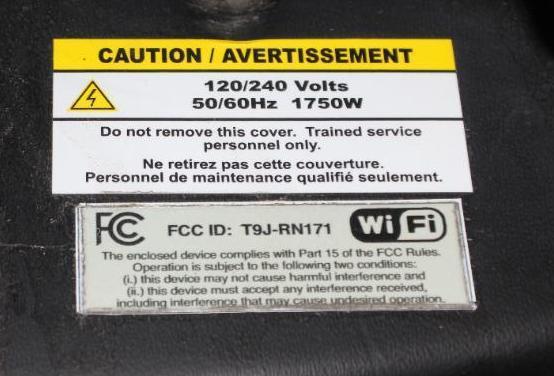 CAUTION / AVERTISSEMENT
120/240 Volts
50/60Hz 1750W
Do not remove this cover. Trained service
personnel only.
Ne retirez pas cette couverture.
Personnel de maintenance qualifié seulement.
FCC FCC ID: T9J-RN171 Wi Fi
The enclosed device complies with Part 15 of the FCC Rules.
Operation is subject to the following two conditions:
(i.) this device may not cause harmful interference and
(ii.) this device must accept any interference received,
including interference that may cause undesired operation.